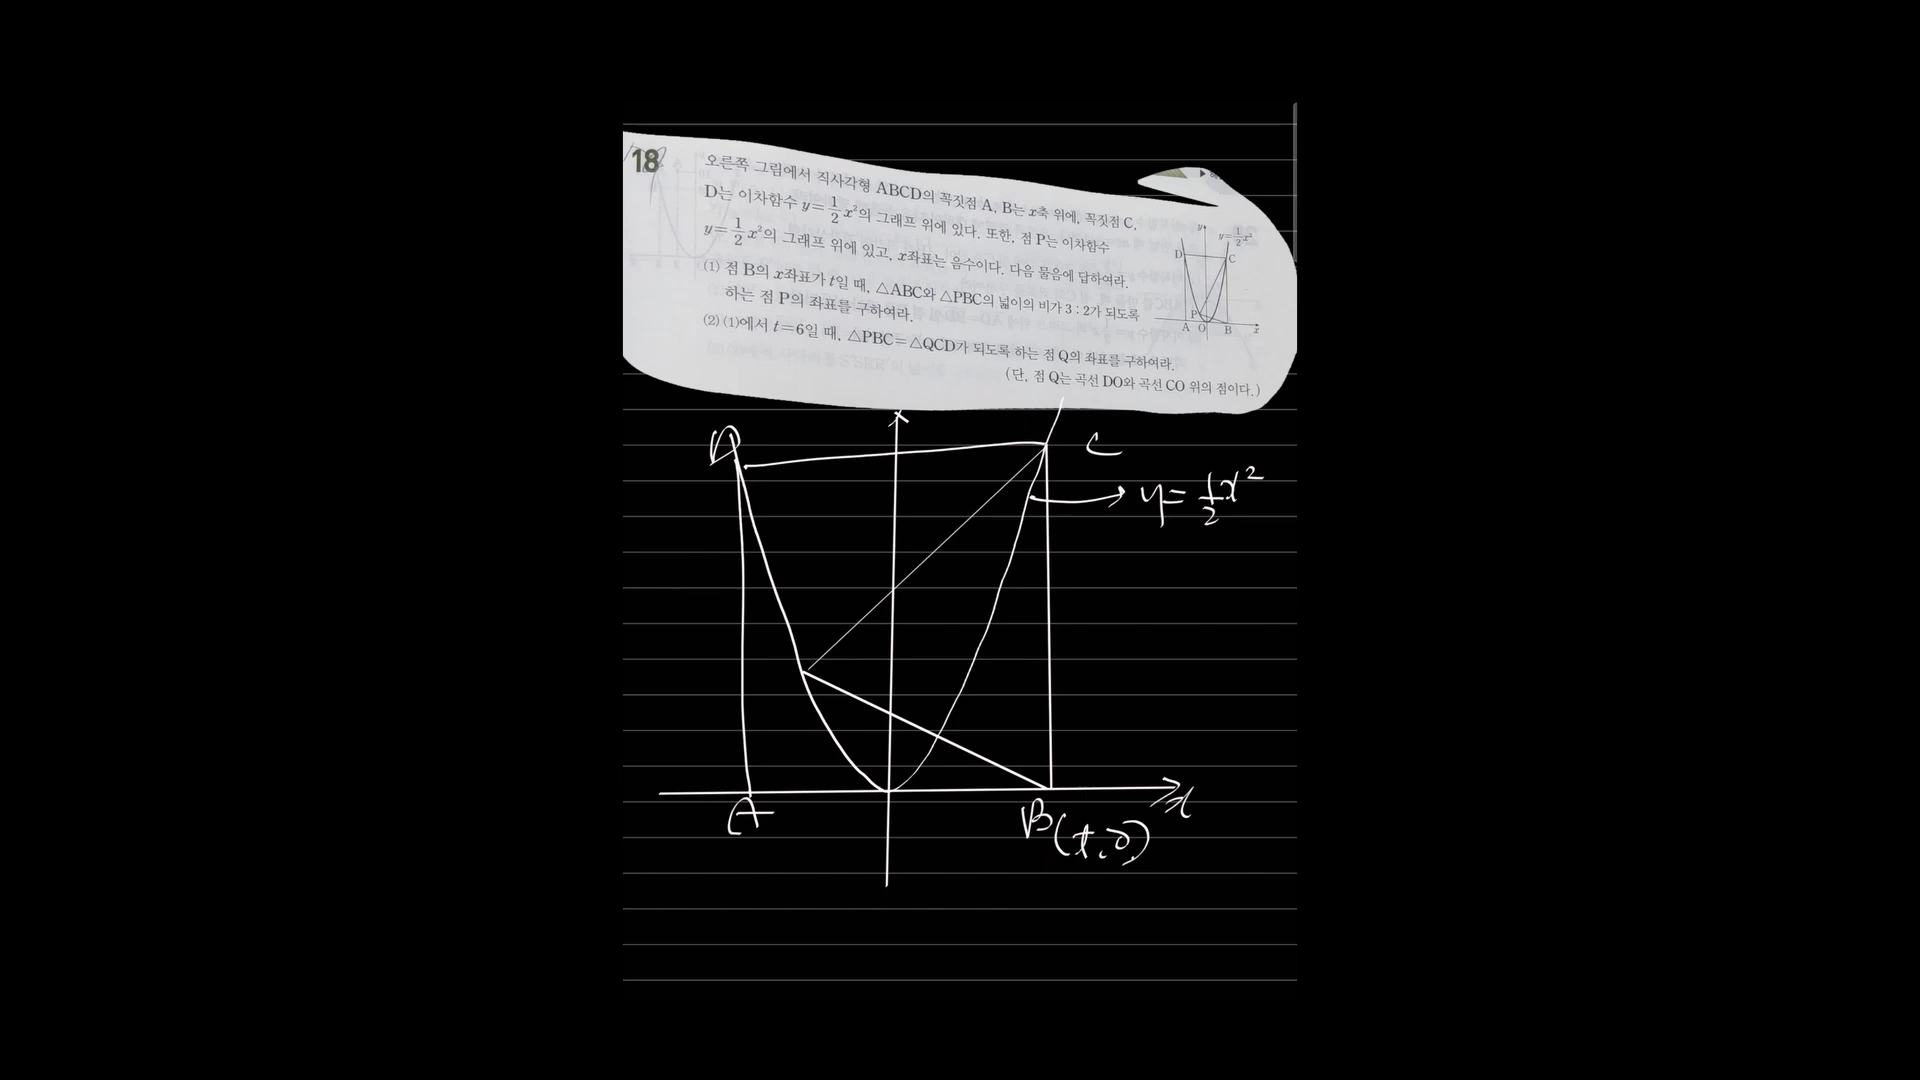 18
오른쪽 그림에서 직사각형 ABCD의 꼭짓점 A, B는 x축 위에, 꼭짓점 C,
D는 이차함수 y=1/2x²의 그래프 위에 있다. 또한, 점 P는 이차함수
y=1/2x²의 그래프 위에 있고, x좌표는 음수이다. 다음 물음에 답하여라.
(1) 점 B의 x좌표가 t일 때, △ABC와 △PBC의 넓이의 비가 3 : 2가 되도록
하는 점 P의 좌표를 구하여라.
(2) (1)에서 t=6일 때, △PBC=△QCD가 되도록 하는 점 Q의 좌표를 구하여라.
(단, 점 Q는 곡선 DO와 곡선 CO 위의 점이다.)
y
y=1/2x²
D
C
P
A O B x
D
C
y=1/2x²
A
B(t,0)
x